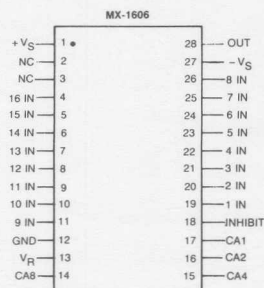 MX-1606
+ VS 1 28 OUT
NC 2 27 - VS
NC 3 26 8 IN
16 IN 4 25 7 IN
15 IN 5 24 6 IN
14 IN 6 23 5 IN
13 IN 7 22 4 IN
12 IN 8 21 3 IN
11 IN 9 20 2 IN
10 IN 10 19 1 IN
9 IN 11 18 INHIBIT
GND 12 17 CA1
VR 13 16 CA2
CA8 14 15 CA4